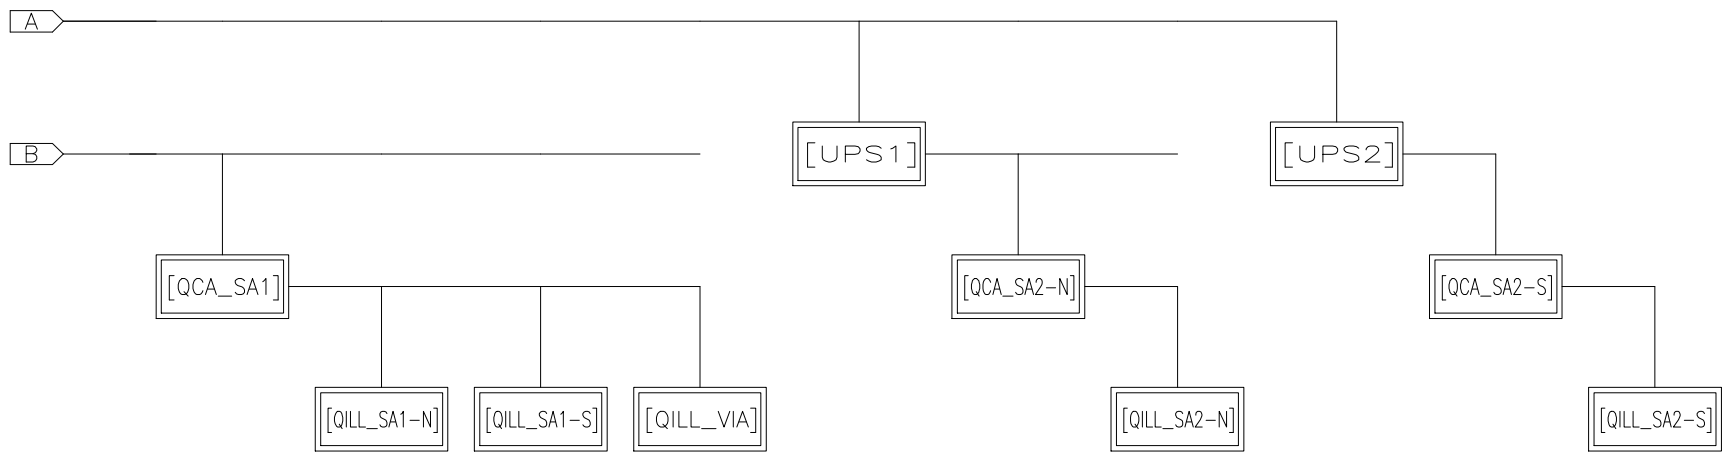 A
B
[UPS1]
[UPS2]
[QCA_SA1]
[QCA_SA2-N]
[QCA_SA2-S]
[QILL_SA1-N]
[QILL_SA1-S]
[QILL_VIA]
[QILL_SA2-N]
[QILL_SA2-S]